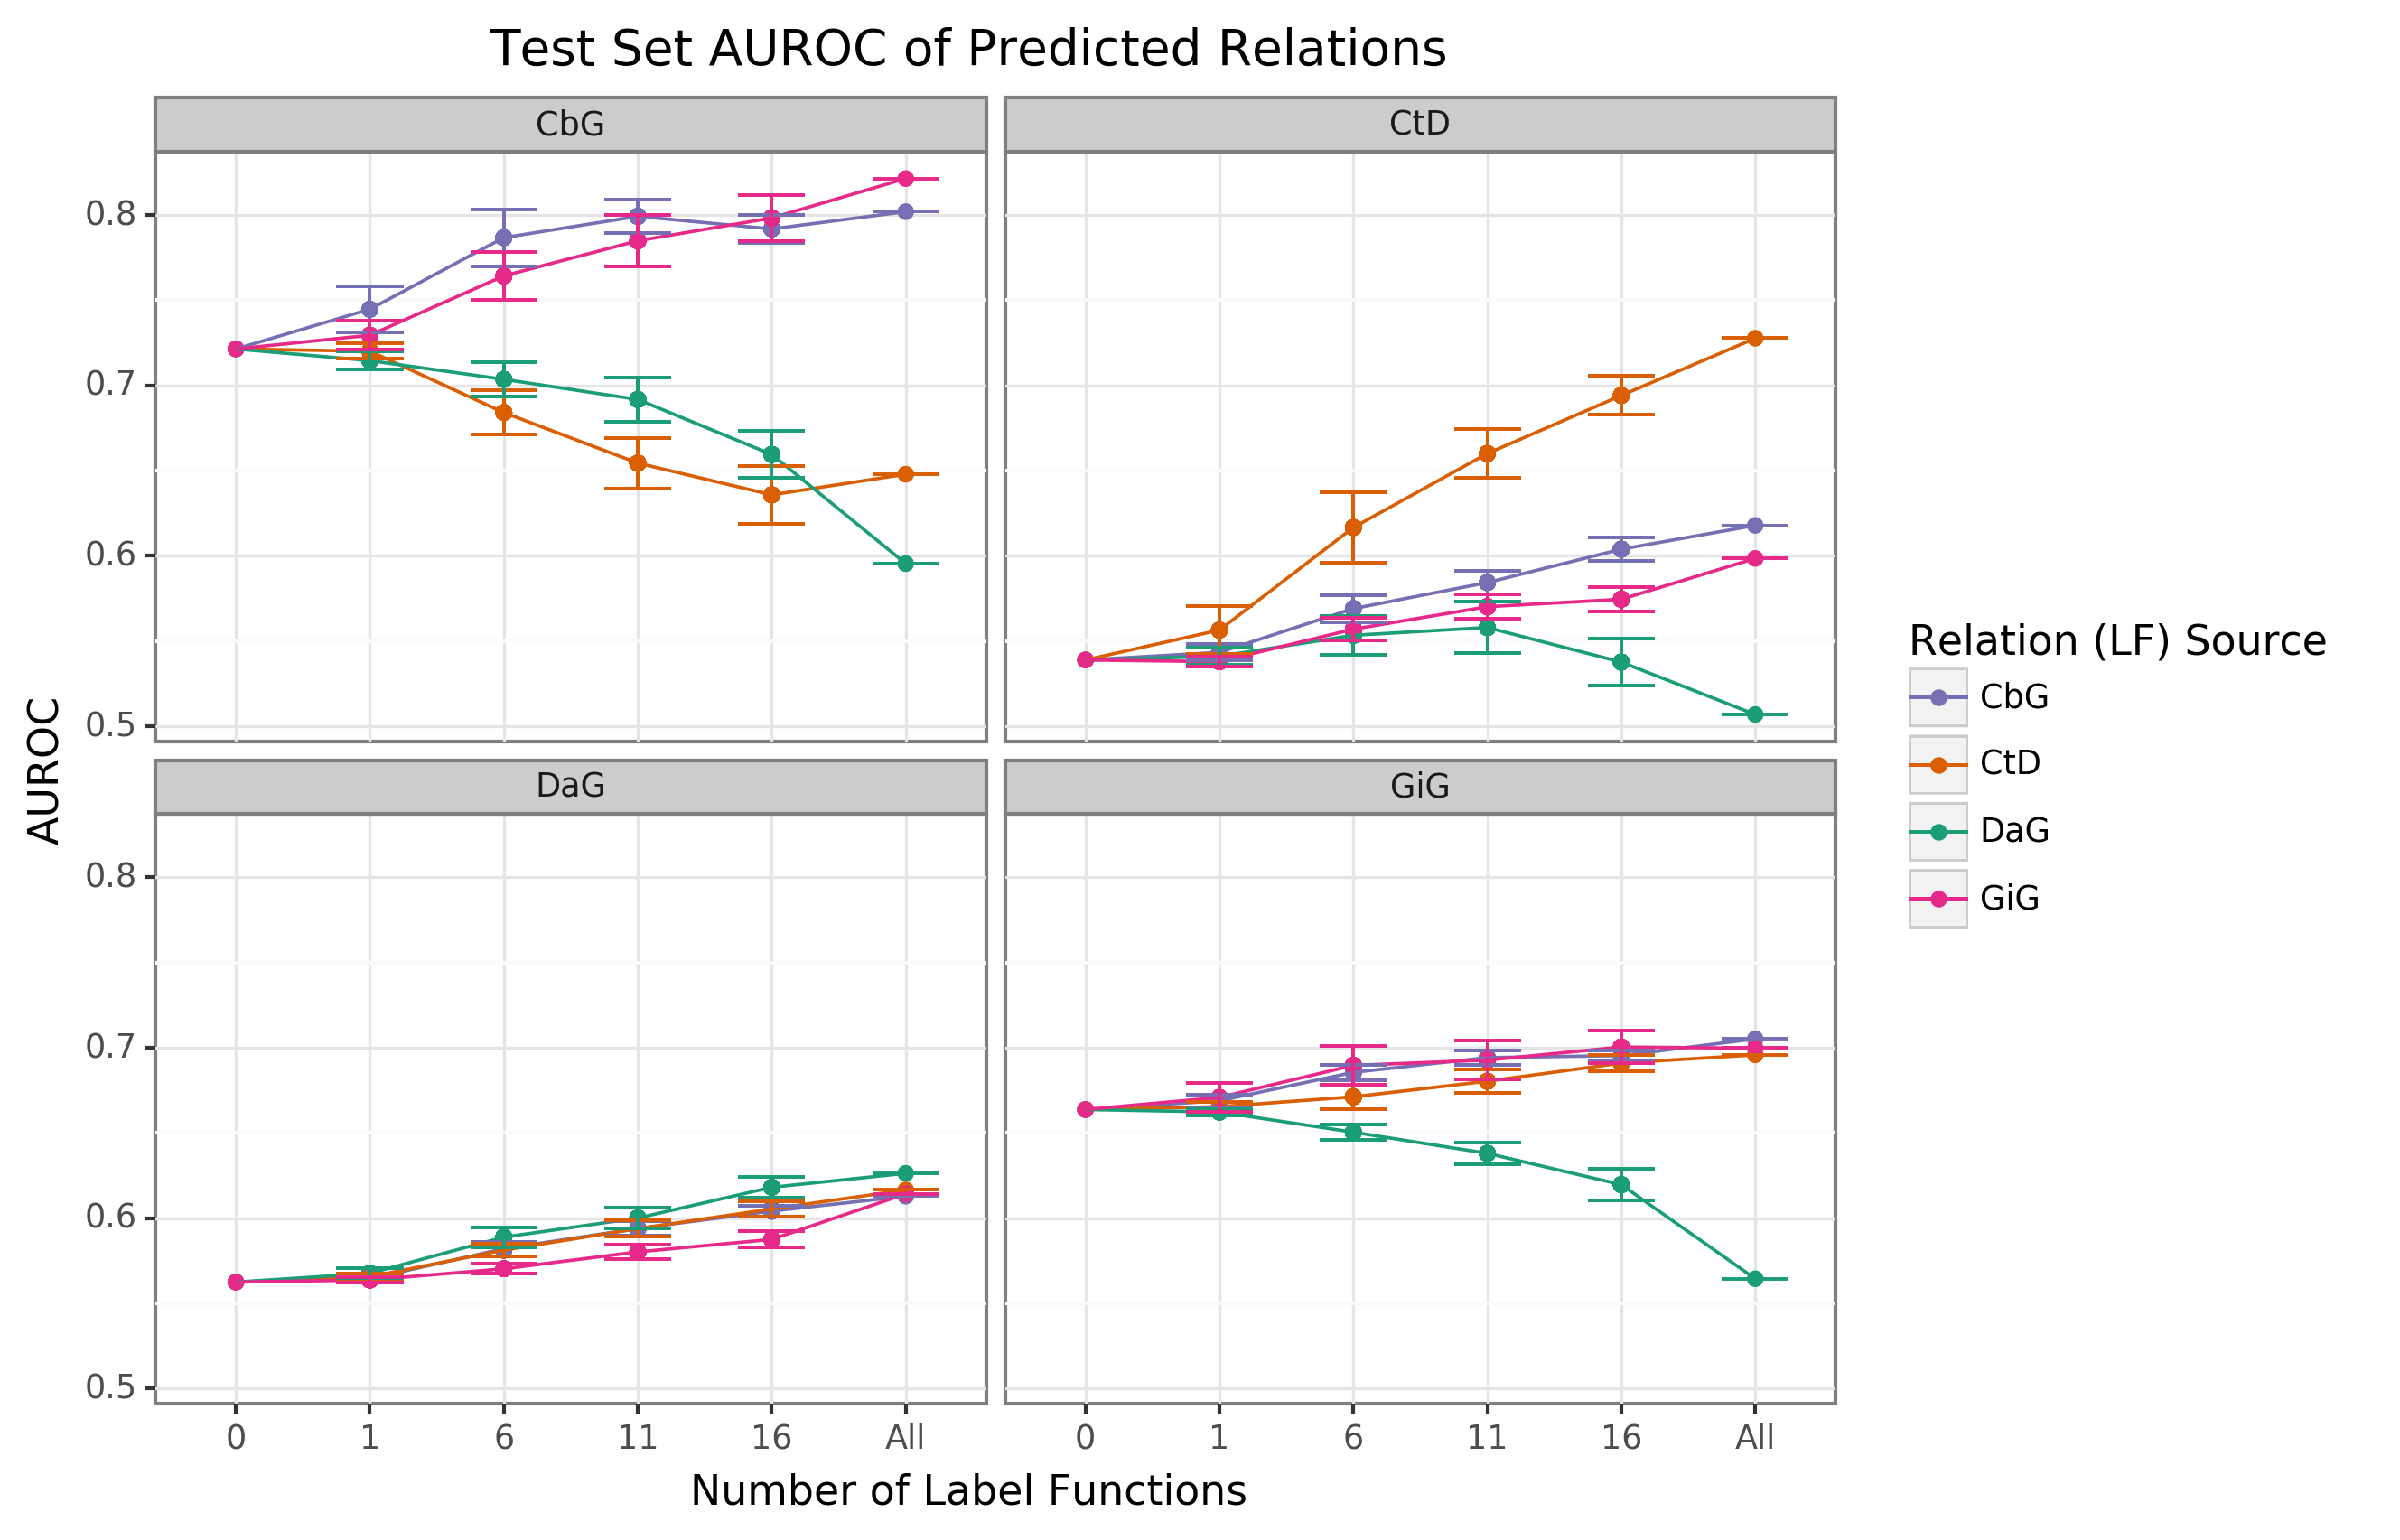 Test Set AUROC of Predicted Relations
CbG
CtD
0.8
0.7
0.6
0.5
AUROC
DaG
GiG
0.8
0.7
0.6
0.5
0 1 6 11 16 All
0 1 6 11 16 All
Number of Label Functions
Relation (LF) Source
CbG
CtD
DaG
GiG